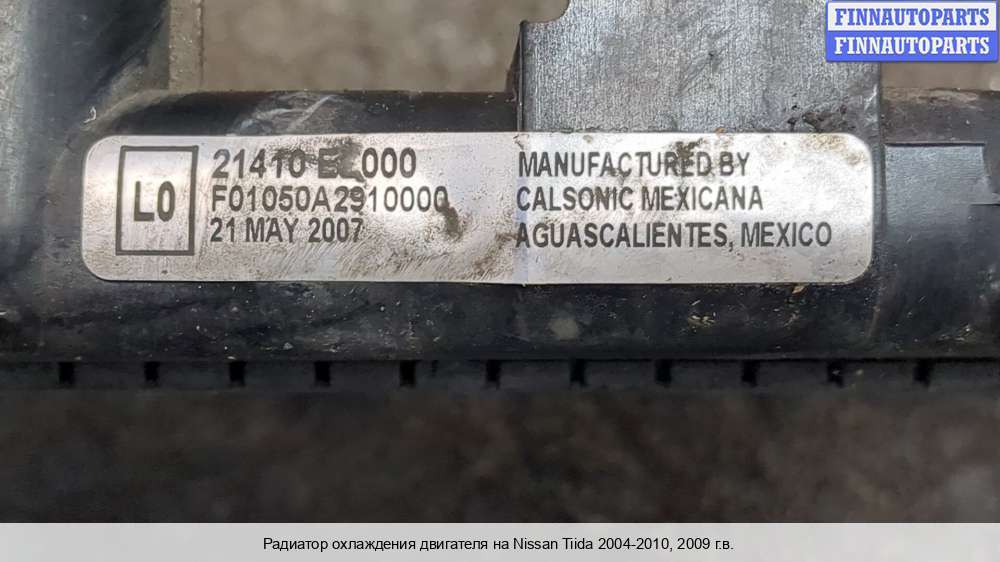 FINNAUTOPARTS
FINNAUTOPARTS
L0
21410
F01050A2910000
21 MAY 2007
MANUFACTURED BY
CALSONIC MEXICANA
AGUASCALIENTES, MEXICO
Радиатор охлаждения двигателя на Nissan Tiida 2004-2010, 2009 г.в.